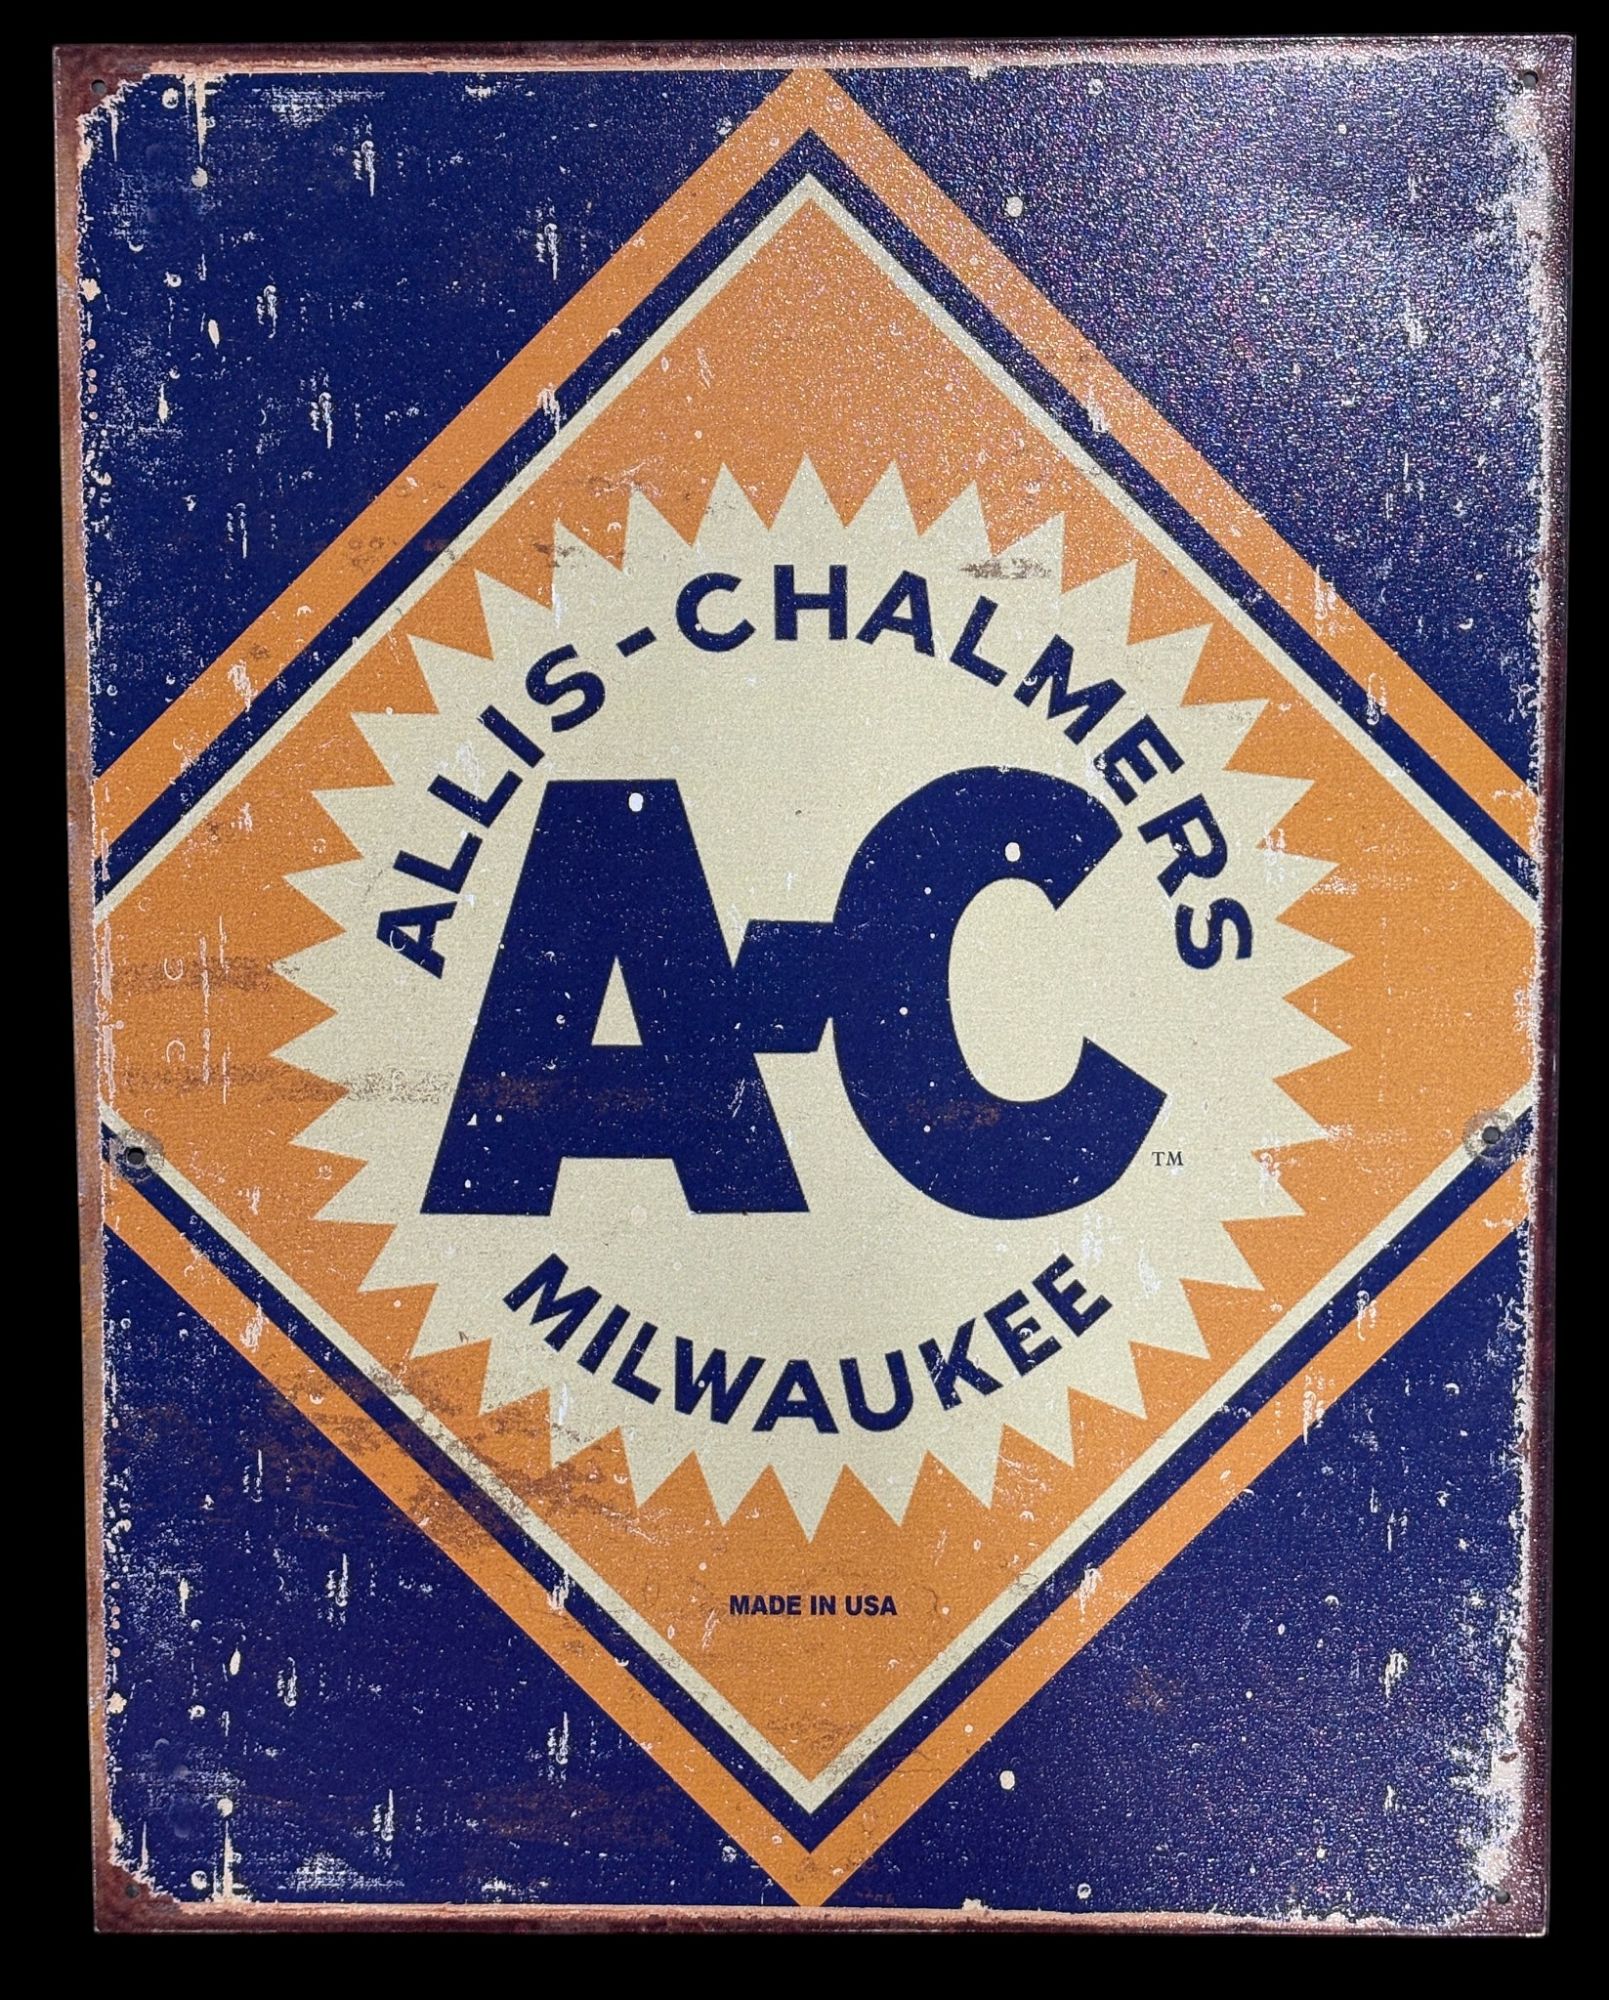 ALLIS-CHALMERS
A-C
TM
MILWAUKEE
MADE IN USA